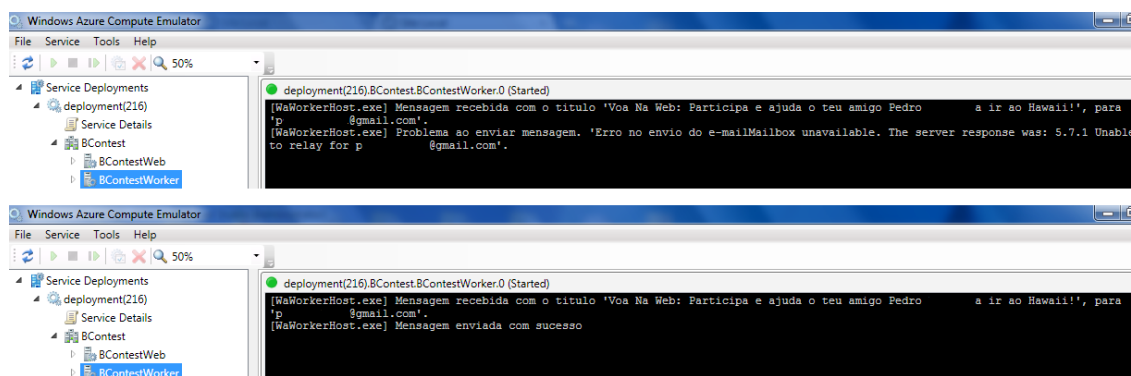 Windows Azure Compute Emulator
File Service Tools Help
50%
Service Deployments
deployment(216)
Service Details
BContest
BContestWeb
BContestWorker
deployment(216).BContest.BContestWorker.0 (Started)
[WaWorkerHost.exe] Mensagem recebida com o titulo 'Voa Na Web: Participa e ajuda o teu amigo Pedro a ir ao Hawaii!', para
'p @gmail.com'.
[WaWorkerHost.exe] Problema ao enviar mensagem. 'Erro no envio do e-mailMailbox unavailable. The server response was: 5.7.1 Unable
to relay for p @gmail.com'.
Windows Azure Compute Emulator
File Service Tools Help
50%
Service Deployments
deployment(216)
Service Details
BContest
BContestWeb
BContestWorker
deployment(216).BContest.BContestWorker.0 (Started)
[WaWorkerHost.exe] Mensagem recebida com o titulo 'Voa Na Web: Participa e ajuda o teu amigo Pedro a ir ao Hawaii!', para
'p @gmail.com'.
[WaWorkerHost.exe] Mensagem enviada com sucesso